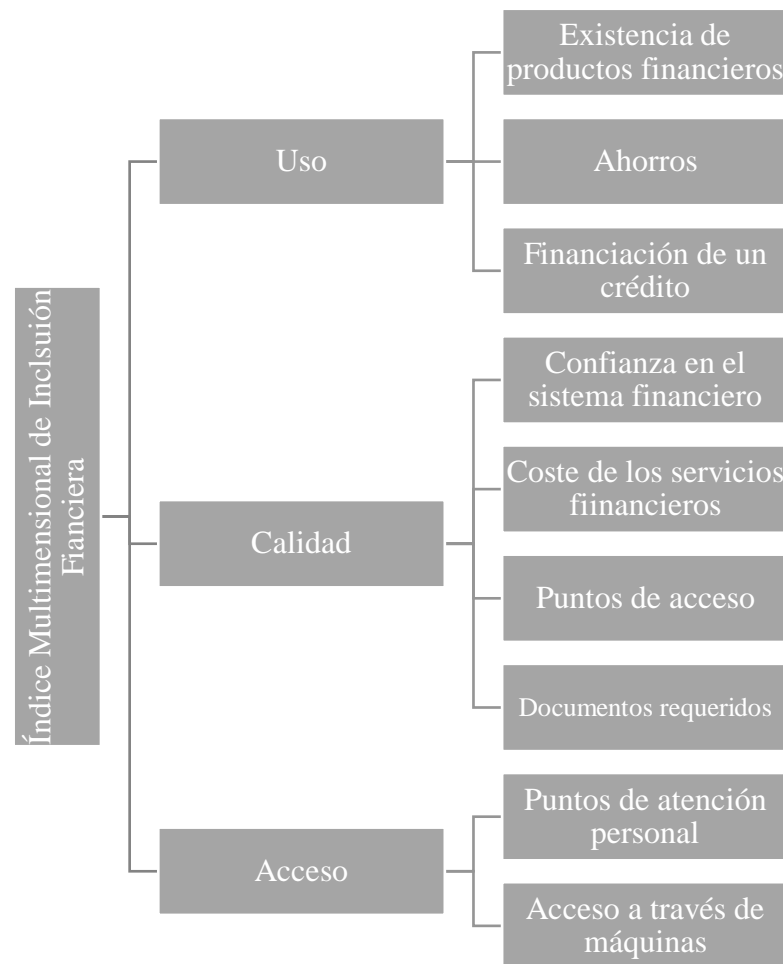 Índice Multimensional de Inclsuión
Fianciera
Uso
Existencia de
productos financieros
Ahorros
Financiación de un
crédito
Calidad
Confianza en el
sistema financiero
Coste de los servicios
fiinancieros
Puntos de acceso
Documentos requeridos
Acceso
Puntos de atención
personal
Acceso a través de
máquinas